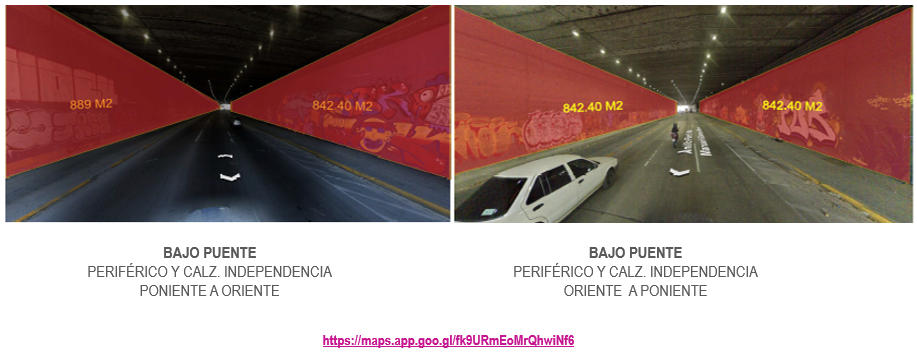 889 M2
842.40 M2
842.40 M2
842.40 M2
BAJO PUENTE
PERIFÉRICO Y CALZ. INDEPENDENCIA
PONIENTE A ORIENTE
BAJO PUENTE
PERIFÉRICO Y CALZ. INDEPENDENCIA
ORIENTE A PONIENTE
https://maps.app.goo.gl/fk9URmEoMrQhwiNf6